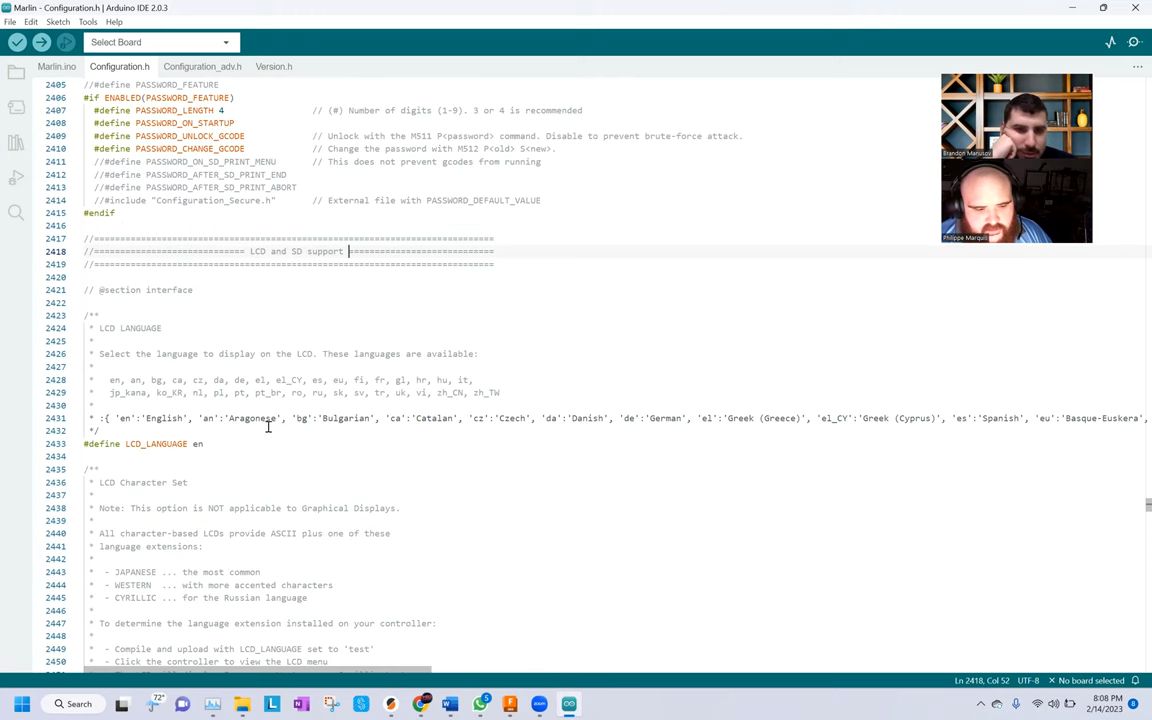 Marlin - Configuration.h | Arduino IDE 2.0.3
File Edit Sketch Tools Help
Select Board
Marlin.ino Configuration.h Configuration_adv.h Version.h
2405 //#define PASSWORD_FEATURE
2406 #if ENABLED(PASSWORD_FEATURE)
2407 #define PASSWORD_LENGTH 4 // (#) Number of digits (1-9). 3 or 4 is recommended
2408 #define PASSWORD_ON_STARTUP
2409 #define PASSWORD_UNLOCK_GCODE // Unlock with the M511 P<password> command. Disable to prevent brute-force attack.
2410 #define PASSWORD_CHANGE_GCODE // Change the password with M512 P<old> S<new>.
2411 //#define PASSWORD_ON_SD_PRINT_MENU // This does not prevent gcodes from running
2412 //#define PASSWORD_AFTER_SD_PRINT_END
2413 //#define PASSWORD_AFTER_SD_PRINT_ABORT
2414 //#include "Configuration_Secure.h" // External file with PASSWORD_DEFAULT_VALUE
2415 #endif
2416
2417 //=============================================================================
2418 //============================= LCD and SD support ============================
2419 //=============================================================================
2420
2421 // @section interface
2422
2423 /**
2424 * LCD LANGUAGE
2425 *
2426 * Select the language to display on the LCD. These languages are available:
2427 *
2428 * en, an, bg, ca, cz, da, de, el, el_CY, es, eu, fi, fr, gl, hr, hu, it,
2429 * jp_kana, ko_KR, nl, pl, pt, pt_br, ro, ru, sk, sv, tr, uk, vi, zh_CN, zh_TW
2430 *
2431 * :{ 'en':'English', 'an':'Aragonese', 'bg':'Bulgarian', 'ca':'Catalan', 'cz':'Czech', 'da':'Danish', 'de':'German', 'el':'Greek (Greece)', 'el_CY':'Greek (Cyprus)', 'es':'Spanish', 'eu':'Basque-Euskera',
2432 */
2433 #define LCD_LANGUAGE en
2434
2435 /**
2436 * LCD Character Set
2437 *
2438 * Note: This option is NOT applicable to Graphical Displays.
2439 *
2440 * All character-based LCDs provide ASCII plus one of these
2441 * language extensions:
2442 *
2443 * - JAPANESE ... the most common
2444 * - WESTERN ... with more accented characters
2445 * - CYRILLIC ... for the Russian language
2446 *
2447 * To determine the language extension installed on your controller:
2448 *
2449 * - Compile and upload with LCD_LANGUAGE set to 'test'
2450 * - Click the controller to view the LCD menu
Brandon Manusov
Philippe Marquis
Ln 2418, Col 52 UTF-8 No board selected
Search
72°
5
8:08 PM
2/14/2023
8